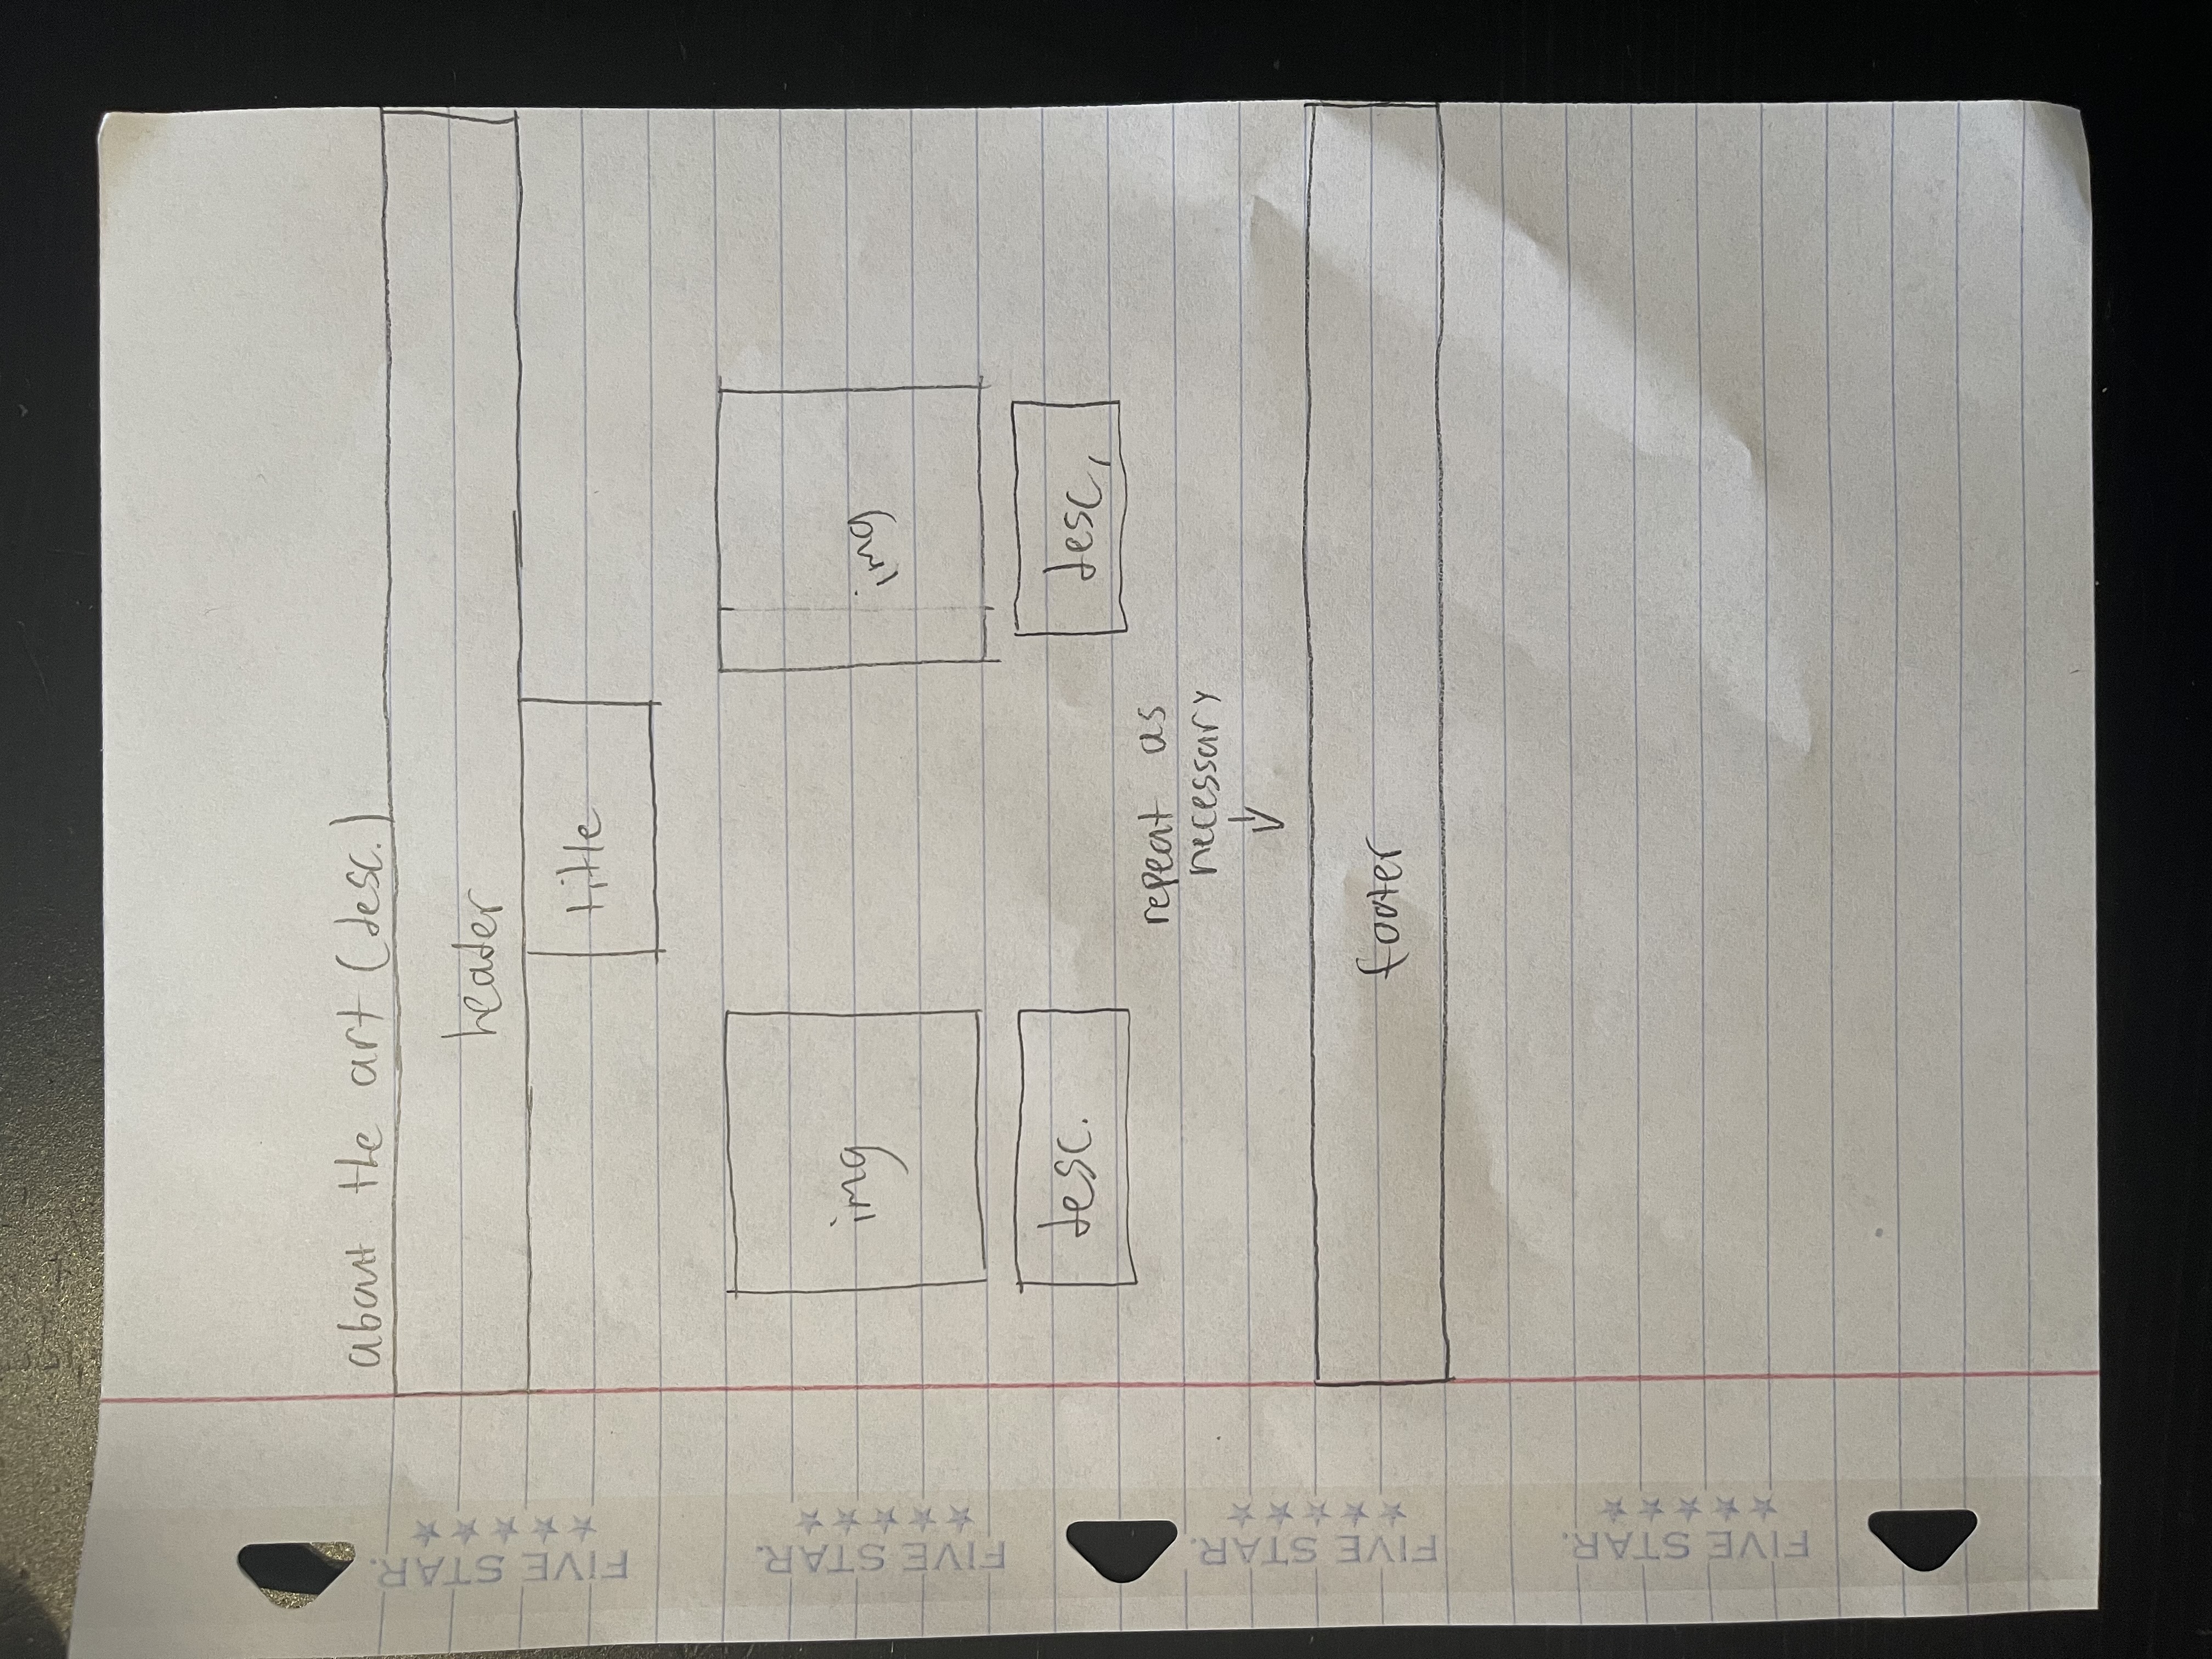 about the art (desc.)
header
title
img
img
desc.
desc,
repeat as
necessary
footer
FIVE STAR.
FIVE STAR.
FIVE STAR.
FIVE STAR.